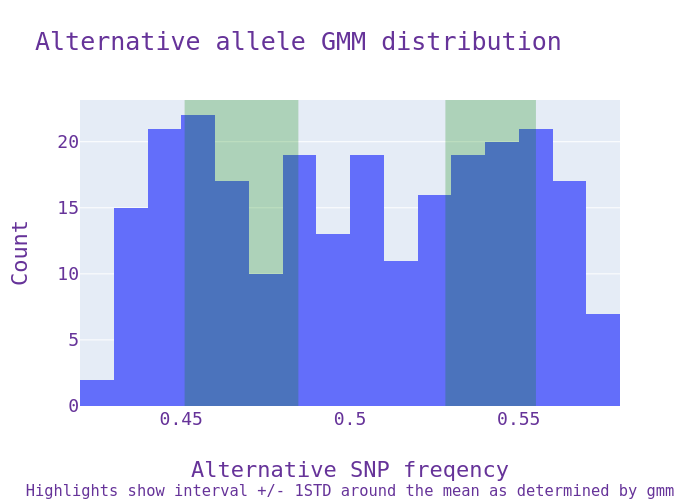 Alternative allele GMM distribution
20
15
10
5
0
Count
0.45
0.5
0.55
Alternative SNP freqency
Highlights show interval +/- 1STD around the mean as determined by gmm